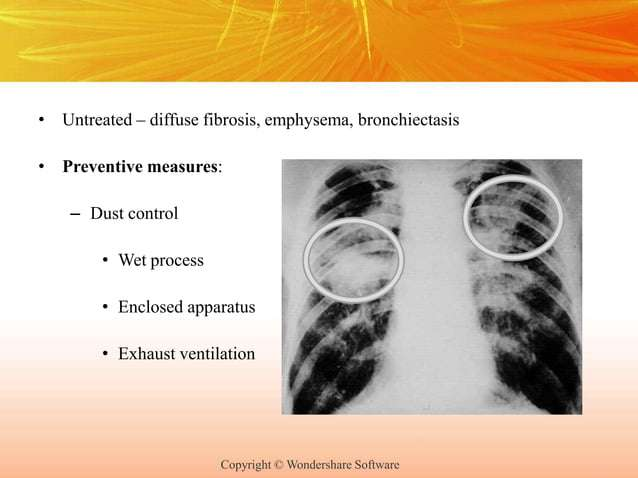 • Untreated – diffuse fibrosis, emphysema, bronchiectasis
• Preventive measures:
– Dust control
• Wet process
• Enclosed apparatus
• Exhaust ventilation
Copyright © Wondershare Software